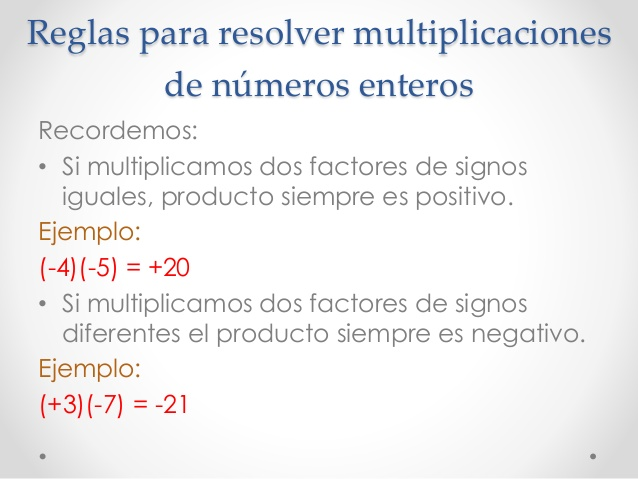 Reglas para resolver multiplicaciones
de números enteros
Recordemos:
• Si multiplicamos dos factores de signos
iguales, producto siempre es positivo.
Ejemplo:
(-4)(-5) = +20
• Si multiplicamos dos factores de signos
diferentes el producto siempre es negativo.
Ejemplo:
(+3)(-7) = -21